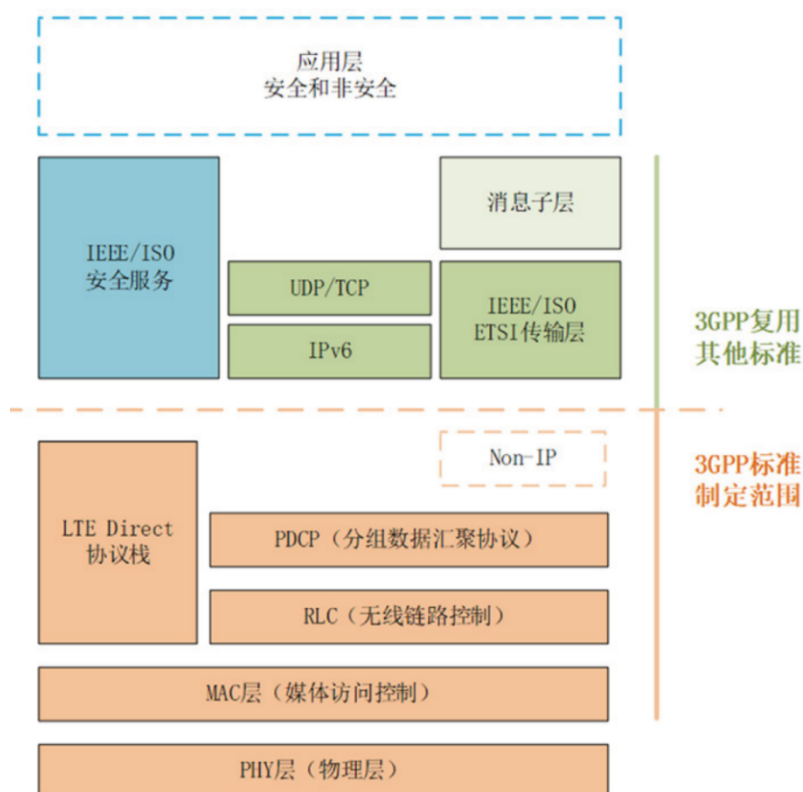 应用层
安全和非安全
消息子层
IEEE/ISO
安全服务
UDP/TCP
IEEE/ISO
ETSI传输层
IPv6
3GPP复用
其他标准
Non-IP
3GPP标准
制定范围
LTE Direct
协议栈
PDCP（分组数据汇聚协议）
RLC（无线链路控制）
MAC层（媒体访问控制）
PHY层（物理层）